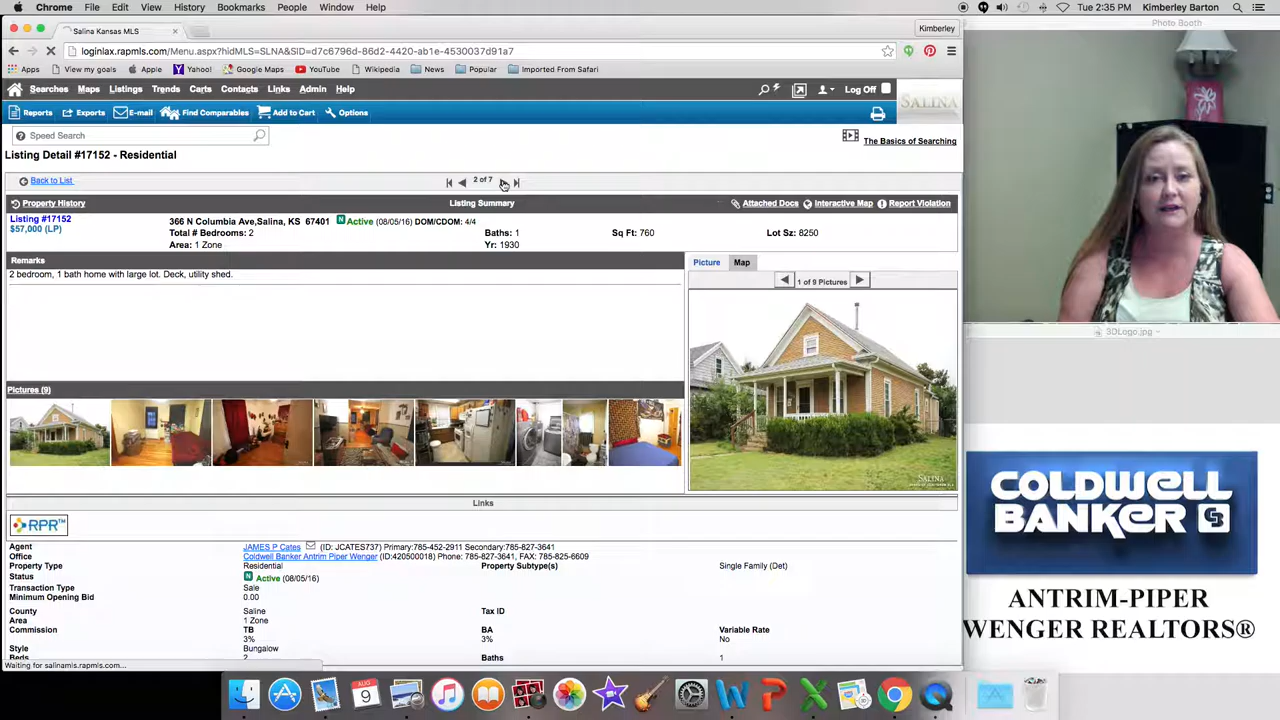 Chrome File Edit View History Bookmarks People Window Help
Tue 2:35 PM Kimberley Barton
Photo Booth
Salina Kansas MLS
Kimberley
loginlax.rapmls.com/Menu.aspx?hidMLS=SLNA&SID=d7c6796d-86d2-4420-ab1e-4530037d91a7
Apps View my goals Apple Yahoo! Google Maps YouTube Wikipedia News Popular Imported From Safari
Searches Maps Listings Trends Carts Contacts Links Admin Help
Log Off
SALINA
Reports Exports E-mail Find Comparables Add to Cart Options
Speed Search
The Basics of Searching
Listing Detail #17152 - Residential
Back to List
2 of 7
Property History
Listing Summary
Attached Docs Interactive Map Report Violation
Listing #17152
$57,000 (LP)
366 N Columbia Ave,Salina, KS 67401 N Active (08/05/16) DOM/CDOM: 4/4
Total # Bedrooms: 2 Baths: 1 Sq Ft: 760 Lot Sz: 8250
Area: 1 Zone Yr: 1930
Remarks
2 bedroom, 1 bath home with large lot. Deck, utility shed.
Picture Map
1 of 9 Pictures
SALINA
Pictures (9)
Links
RPR™
Agent JAMES P Cates (ID: JCATES737) Primary:785-452-2911 Secondary:785-827-3641
Office Coldwell Banker Antrim Piper Wenger (ID:420500018) Phone: 785-827-3641, FAX: 785-825-6609
Property Type Residential Property Subtype(s) Single Family (Det)
Status N Active (08/05/16)
Transaction Type Sale
Minimum Opening Bid 0.00
County Saline Tax ID
Area 1 Zone
Commission TB BA Variable Rate
3% 3% No
Style Bungalow
Beds 2 Baths 1
Waiting for salinamls.rapmls.com...
3DLogo.jpg
COLDWELL
BANKER CB
ANTRIM-PIPER
WENGER REALTORS®
AUG
9